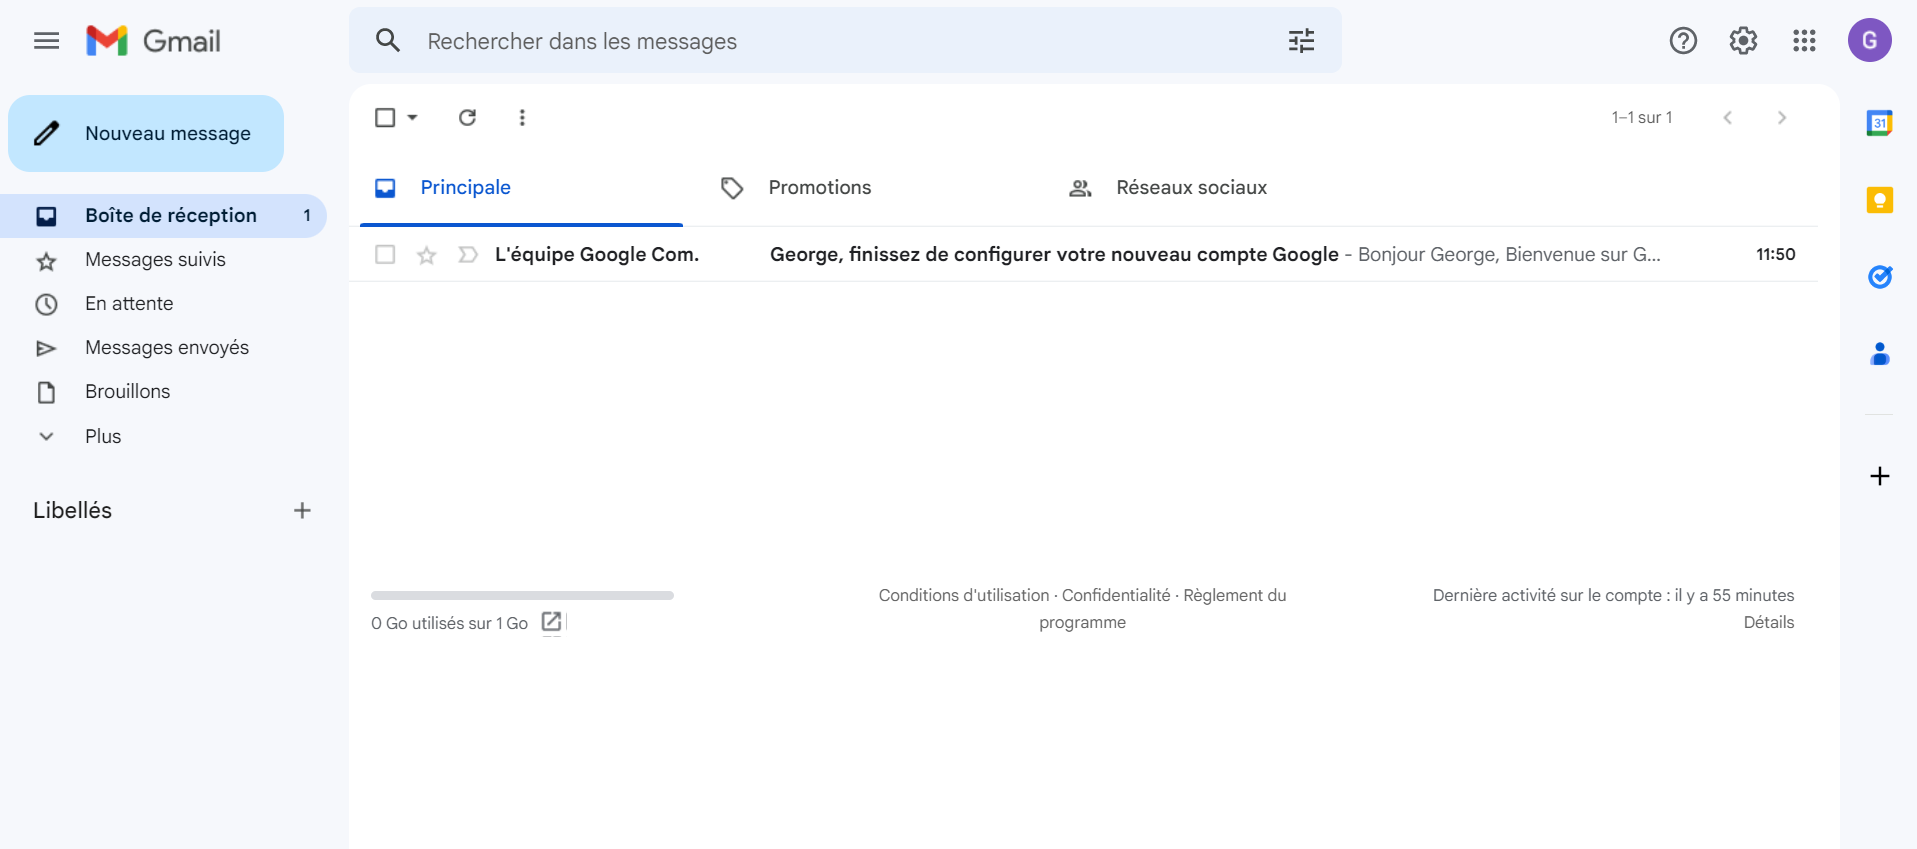 Gmail
Rechercher dans les messages
G
Nouveau message
1–1 sur 1
31
Principale
Promotions
Réseaux sociaux
Boîte de réception 1
L'équipe Google Com. George, finissez de configurer votre nouveau compte Google - Bonjour George, Bienvenue sur G... 11:50
Messages suivis
En attente
Messages envoyés
Brouillons
Plus
Libellés
0 Go utilisés sur 1 Go
Conditions d'utilisation · Confidentialité · Règlement du
programme
Dernière activité sur le compte : il y a 55 minutes
Détails